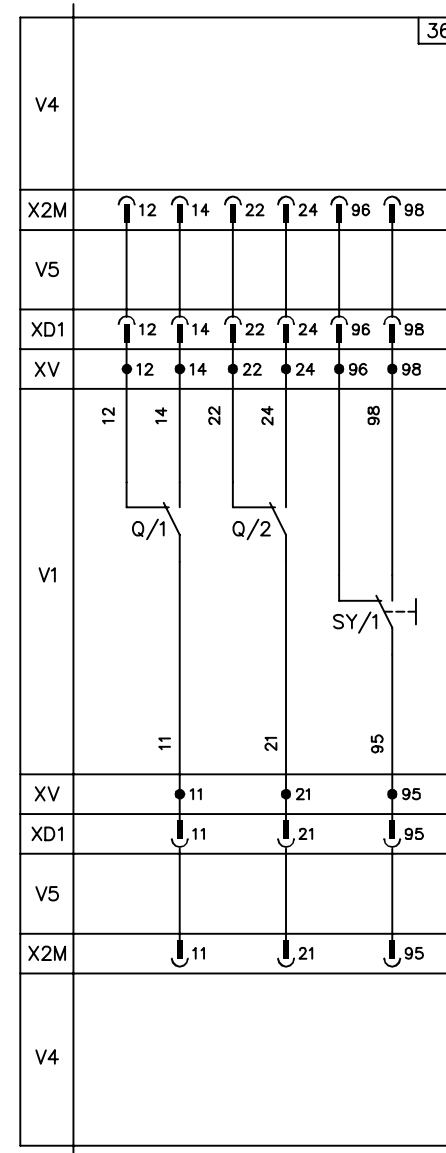 36
V4
X2M 12 14 22 24 96 98
V5
XD1 12 14 22 24 96 98
XV 12 14 22 24 96 98
12 14 22 24 98
Q/1 Q/2
V1
SY/1
11 21 95
XV 11 21 95
XD1 11 21 95
V5
X2M 11 21 95
V4